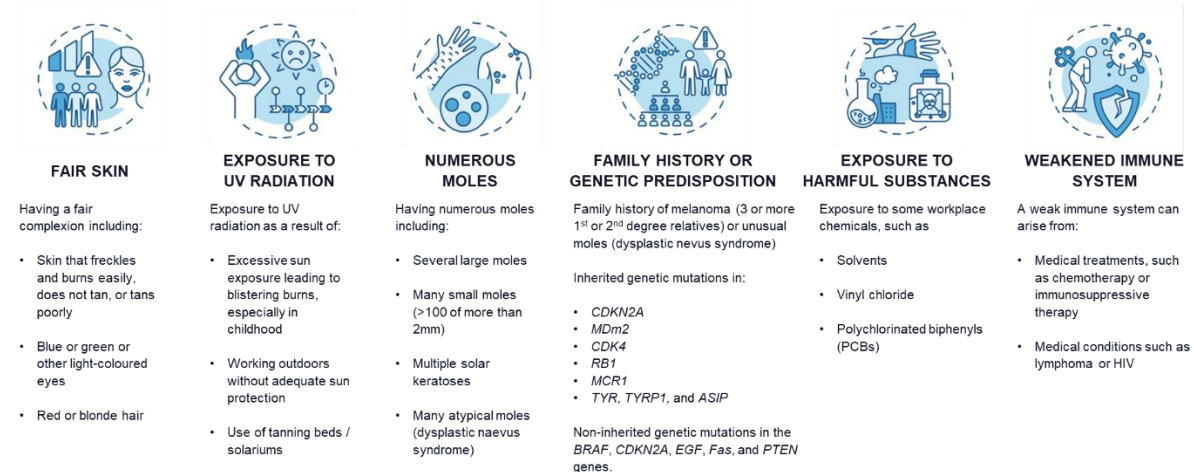 FAIR SKIN
Having a fair
complexion including:
• Skin that freckles
and burns easily,
does not tan, or tans
poorly
• Blue or green or
other light-coloured
eyes
• Red or blonde hair
EXPOSURE TO
UV RADIATION
Exposure to UV
radiation as a result of:
• Excessive sun
exposure leading to
blistering burns,
especially in
childhood
• Working outdoors
without adequate sun
protection
• Use of tanning beds /
solariums
NUMEROUS
MOLES
Having numerous moles
including:
• Several large moles
• Many small moles
(>100 of more than
2mm)
• Multiple solar
keratoses
• Many atypical moles
(dysplastic naevus
syndrome)
FAMILY HISTORY OR
GENETIC PREDISPOSITION
Family history of melanoma (3 or more
1st or 2nd degree relatives) or unusual
moles (dysplastic nevus syndrome)
Inherited genetic mutations in:
• CDKN2A
• MDm2
• CDK4
• RB1
• MCR1
• TYR, TYRP1, and ASIP
Non-inherited genetic mutations in the
BRAF, CDKN2A, EGF, Fas, and PTEN
genes.
EXPOSURE TO
HARMFUL SUBSTANCES
Exposure to some workplace
chemicals, such as
• Solvents
• Vinyl chloride
• Polychlorinated biphenyls
(PCBs)
WEAKENED IMMUNE
SYSTEM
A weak immune system can
arise from:
• Medical treatments, such
as chemotherapy or
immunosuppressive
therapy
• Medical conditions such as
lymphoma or HIV